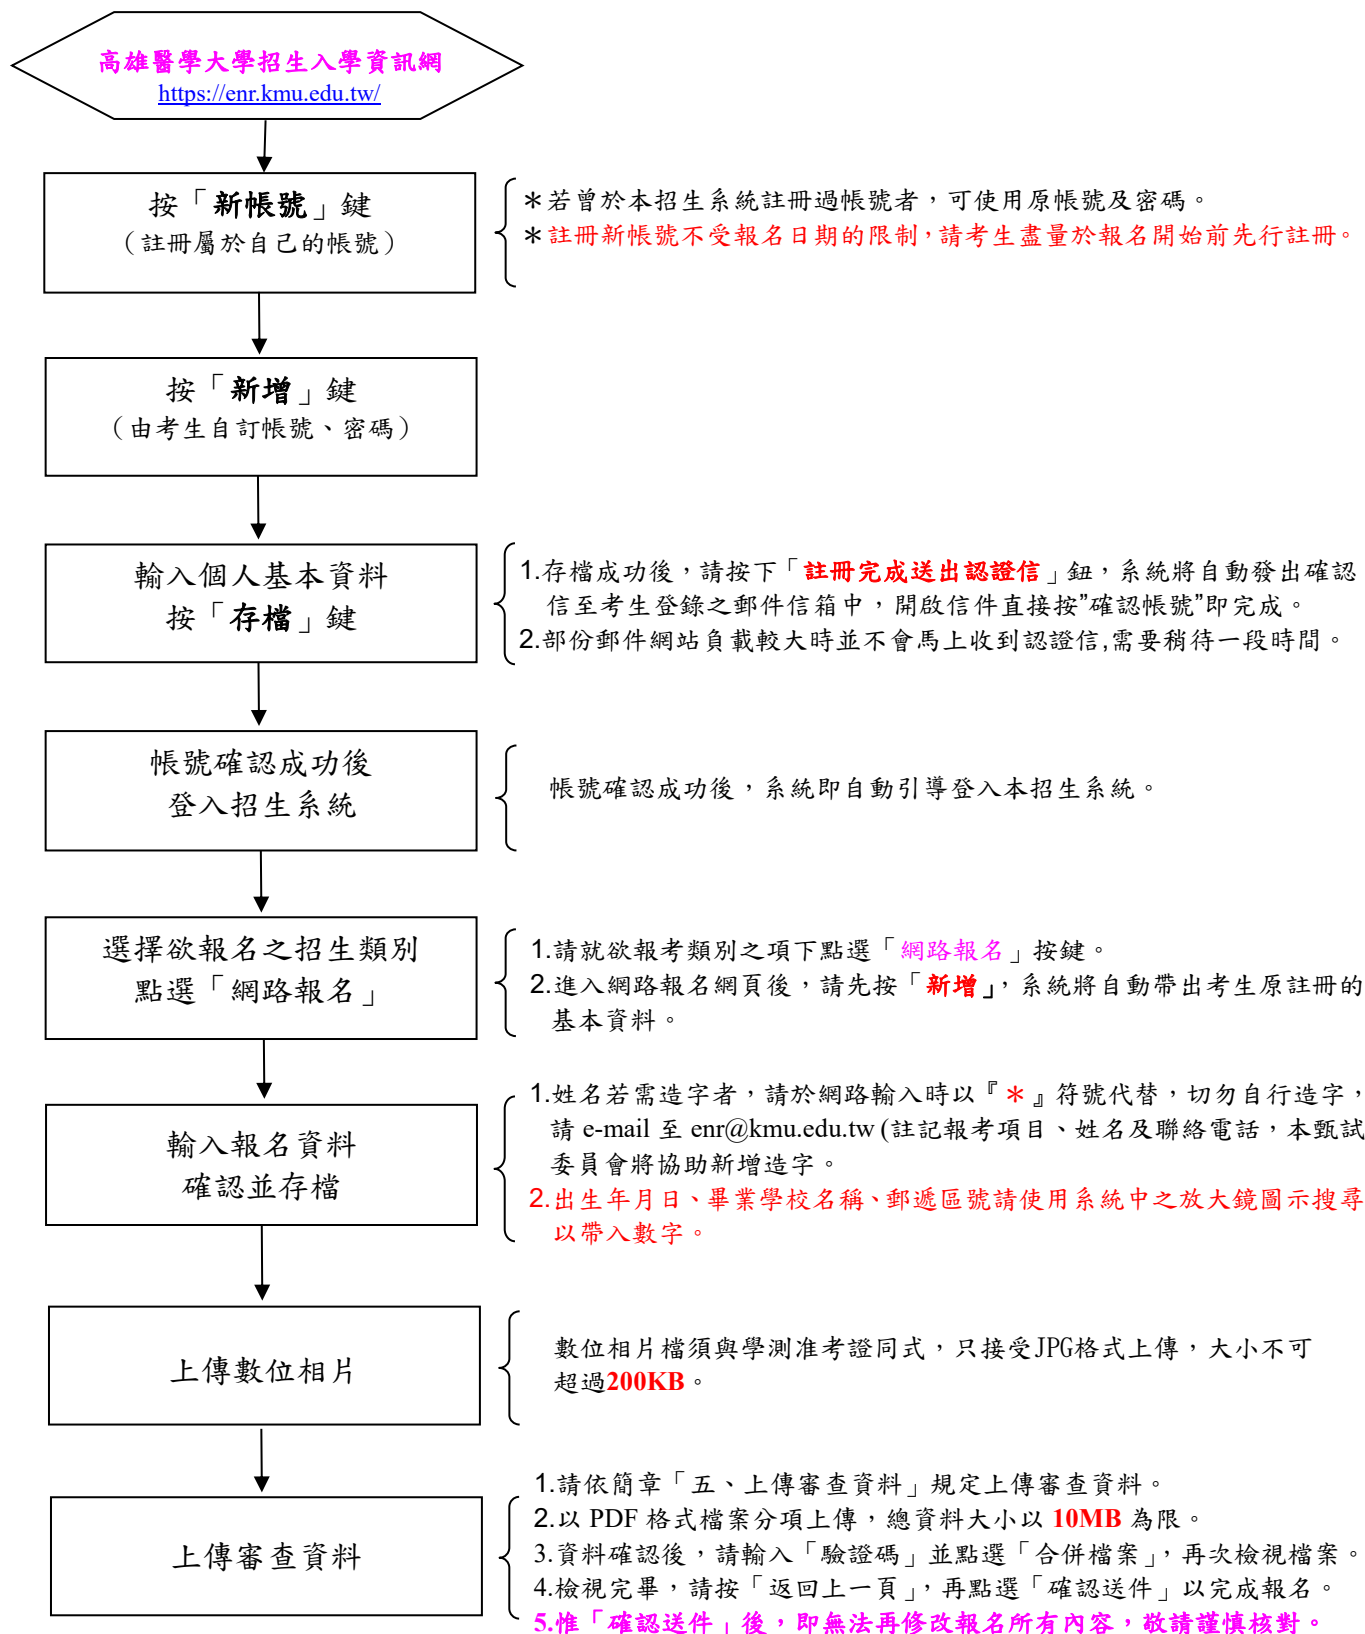 高雄醫學大學招生入學資訊網
https://enr.kmu.edu.tw/
按「新帳號」鍵
（註冊屬於自己的帳號）
＊若曾於本招生系統註冊過帳號者，可使用原帳號及密碼。
＊註冊新帳號不受報名日期的限制，請考生盡量於報名開始前先行註冊。
按「新增」鍵
（由考生自訂帳號、密碼）
輸入個人基本資料
按「存檔」鍵
1.存檔成功後，請按下「註冊完成送出認證信」鈕，系統將自動發出確認
信至考生登錄之郵件信箱中，開啟信件直接按”確認帳號”即完成。
2.部份郵件網站負載較大時並不會馬上收到認證信,需要稍待一段時間。
帳號確認成功後
登入招生系統
帳號確認成功後，系統即自動引導登入本招生系統。
選擇欲報名之招生類別
點選「網路報名」
1.請就欲報考類別之項下點選「網路報名」按鍵。
2.進入網路報名網頁後，請先按「新增」，系統將自動帶出考生原註冊的
基本資料。
輸入報名資料
確認並存檔
1.姓名若需造字者，請於網路輸入時以『＊』符號代替，切勿自行造字，
請 e-mail 至 enr@kmu.edu.tw (註記報考項目、姓名及聯絡電話，本甄試
委員會將協助新增造字。
2.出生年月日、畢業學校名稱、郵遞區號請使用系統中之放大鏡圖示搜尋
以帶入數字。
上傳數位相片
數位相片檔須與學測准考證同式，只接受JPG格式上傳，大小不可
超過200KB。
上傳審查資料
1.請依簡章「五、上傳審查資料」規定上傳審查資料。
2.以 PDF 格式檔案分項上傳，總資料大小以 10MB 為限。
3.資料確認後，請輸入「驗證碼」並點選「合併檔案」，再次檢視檔案。
4.檢視完畢，請按「返回上一頁」，再點選「確認送件」以完成報名。
5.惟「確認送件」後，即無法再修改報名所有內容，敬請謹慎核對。